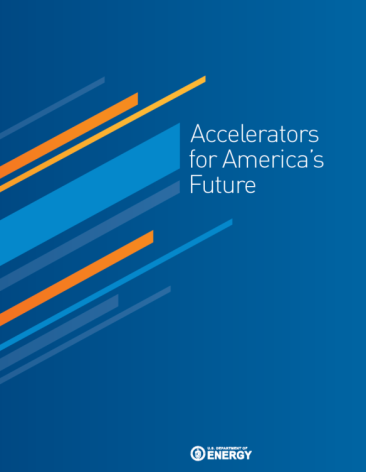 Accelerators
for America's
Future
U.S. DEPARTMENT OF
ENERGY